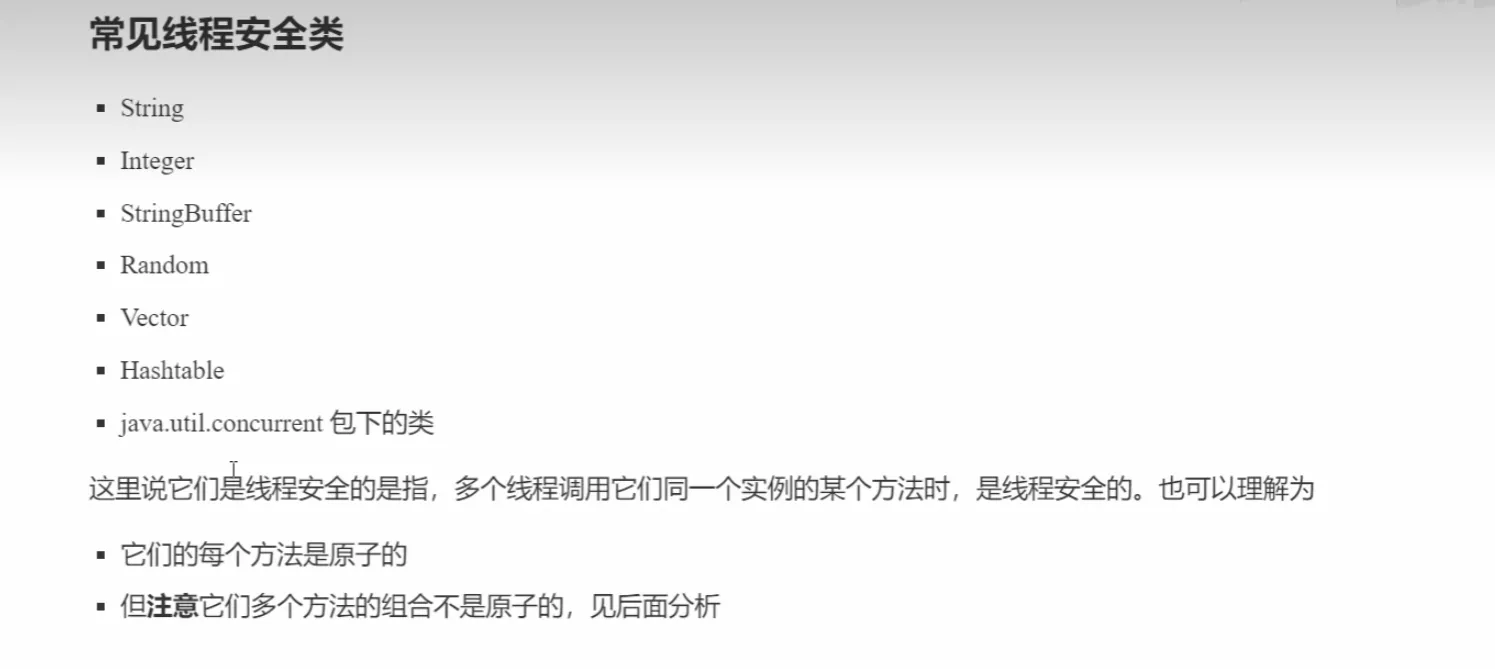 常见线程安全类
String
Integer
StringBuffer
Random
Vector
Hashtable
java.util.concurrent 包下的类
这里说它们是线程安全的是指，多个线程调用它们同一个实例的某个方法时，是线程安全的。也可以理解为
它们的每个方法是原子的
但注意它们多个方法的组合不是原子的，见后面分析